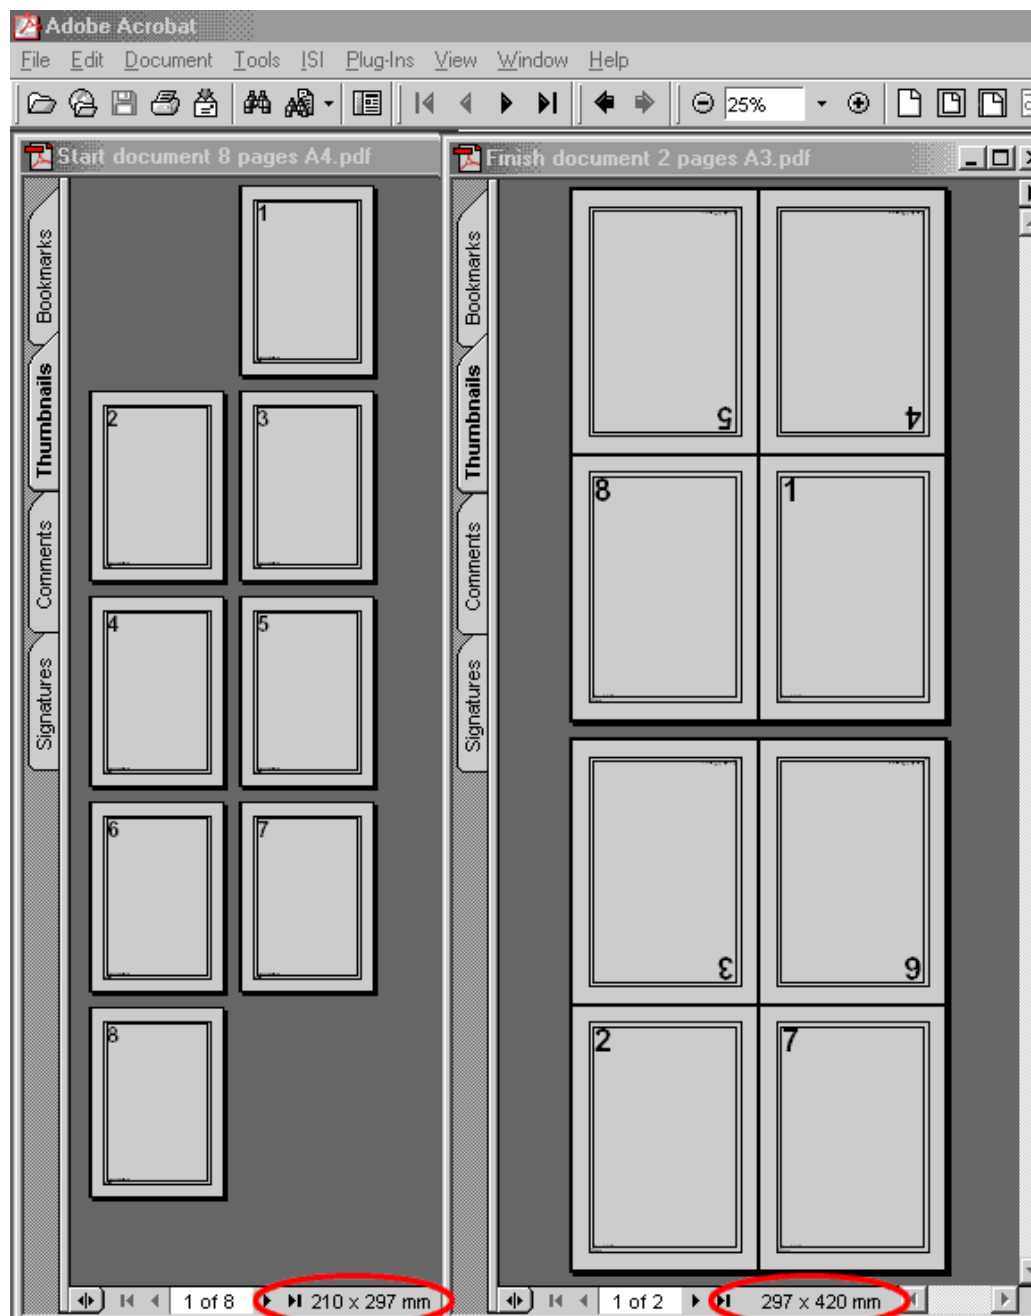 Adobe Acrobat
File Edit Document Tools ISI Plug-Ins View Window Help
25%
Start document 8 pages A4.pdf
Bookmarks
Thumbnails
Comments
Signatures
1
2 3
4 5
6 7
8
1 of 8 210 x 297 mm
Finish document 2 pages A3.pdf
Bookmarks
Thumbnails
Comments
Signatures
5 4
8 1
3 6
2 7
1 of 2 297 x 420 mm